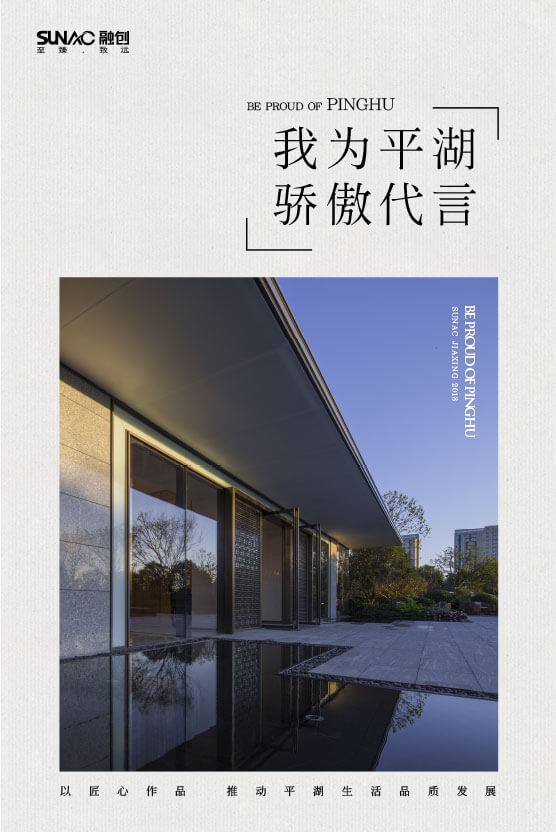 SUNAC 融创
至臻，致远
BE PROUD OF PINGHU
我为平湖
骄傲代言
BE PROUD OF PINGHU
SUNAC JIAXING 2018
以匠心作品 推动平湖生活品质发展